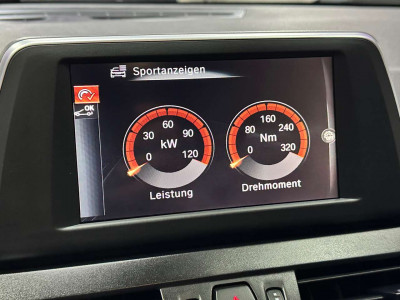 Sportanzeigen
OK
60
30 90
kW
0 120
Leistung
160
80 240
Nm
0 320
Drehmoment